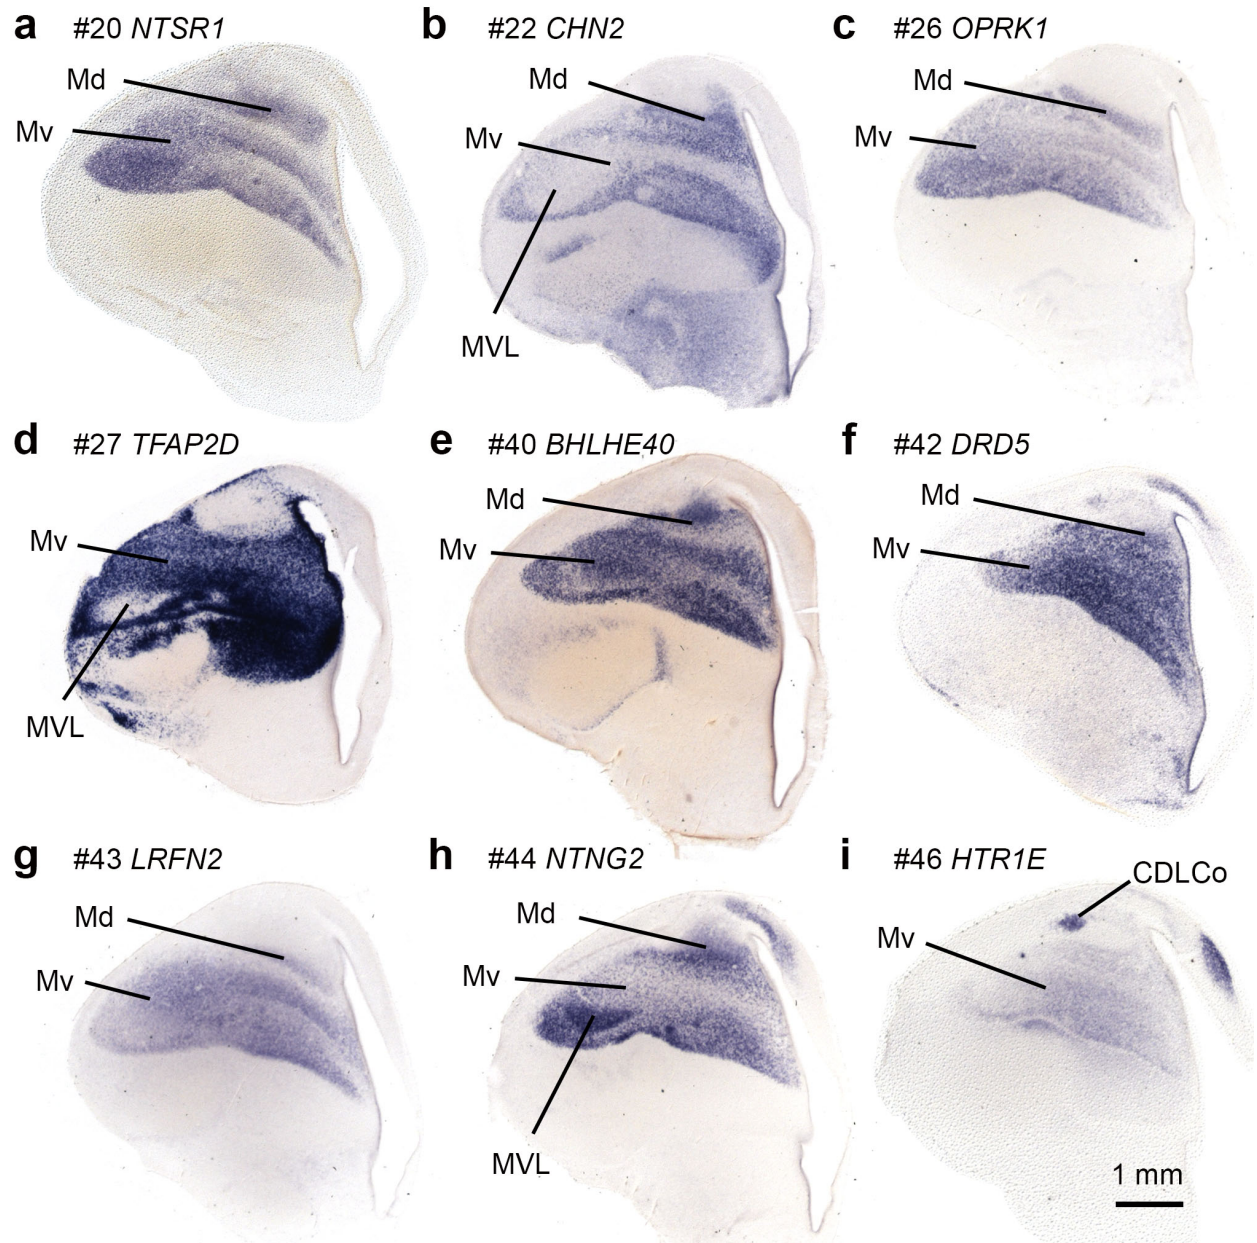 a #20 NTSR1
Md
Mv
b #22 CHN2
Md
Mv
MVL
c #26 OPRK1
Md
Mv
d #27 TFAP2D
Mv
MVL
e #40 BHLHE40
Md
Mv
f #42 DRD5
Md
Mv
g #43 LRFN2
Md
Mv
h #44 NTNG2
Md
Mv
MVL
i #46 HTR1E
CDLCo
Mv
1 mm